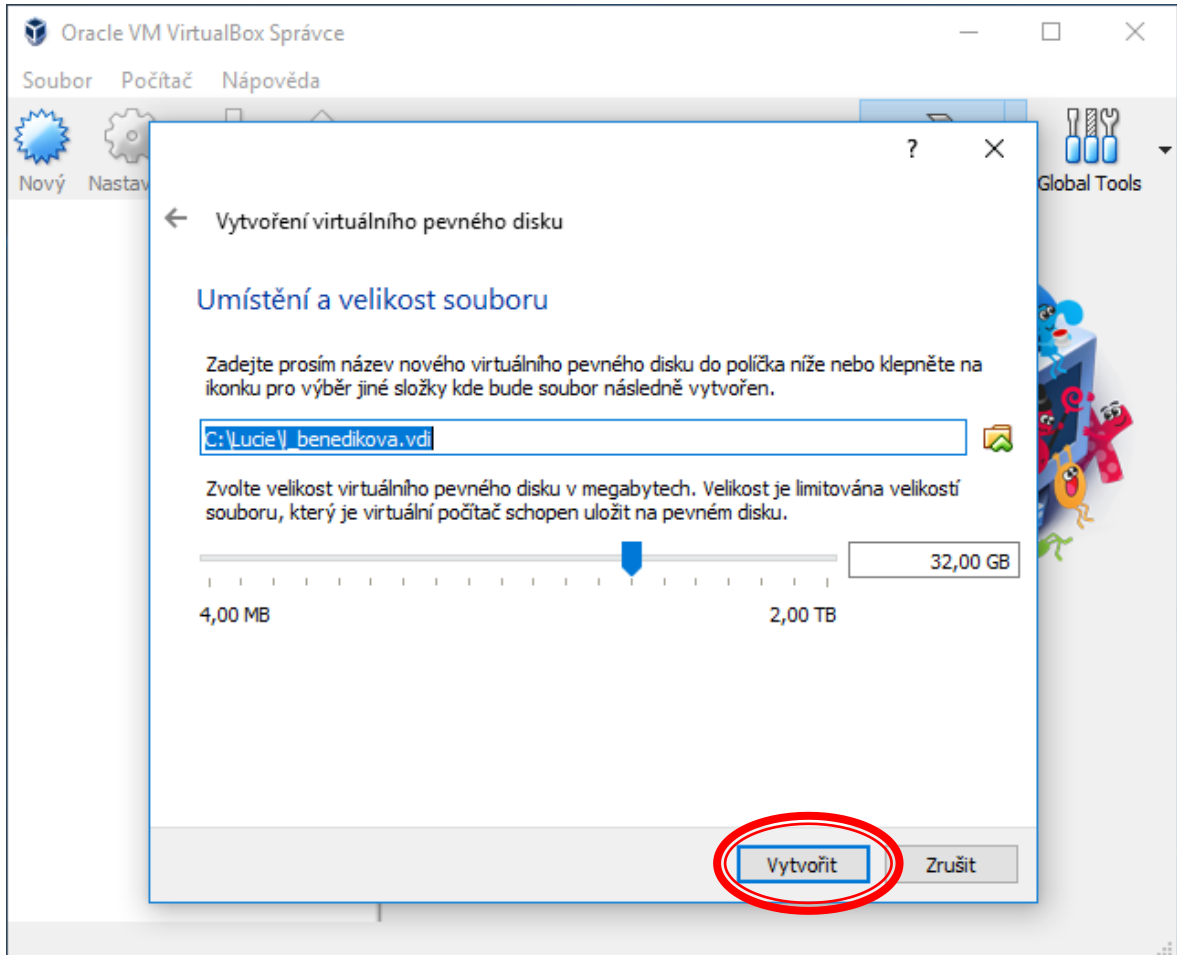 Oracle VM VirtualBox Správce
Soubor Počítač Nápověda
Nový Nastav
Global Tools
Vytvoření virtuálního pevného disku
Umístění a velikost souboru
Zadejte prosím název nového virtuálního pevného disku do políčka níže nebo klepněte na
ikonku pro výběr jiné složky kde bude soubor následně vytvořen.
C:\Lucie\l_benedikova.vdi
Zvolte velikost virtuálního pevného disku v megabytech. Velikost je limitována velikostí
souboru, který je virtuální počítač schopen uložit na pevném disku.
32,00 GB
4,00 MB 2,00 TB
Vytvořit Zrušit